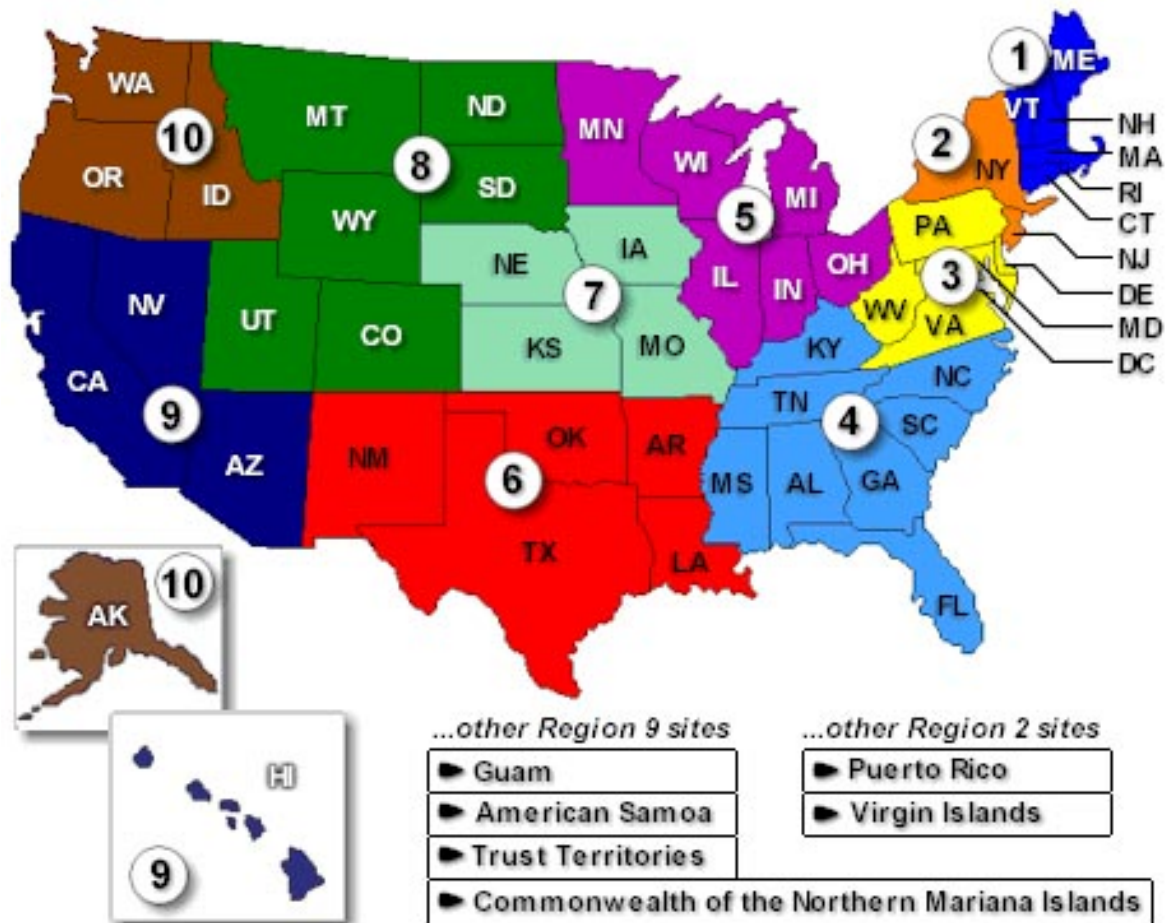 1
ME
WA
VT
MT
ND
MN
10
2
NH
8
WI
NY
MA
OR
ID
SD
MI
RI
5
CT
WY
PA
NE
IA
OH
NJ
NV
IL
IN
3
7
WV
DE
UT
CO
VA
MD
KS
MO
KY
DC
CA
NC
9
TN
4
SC
NM
OK
AR
AZ
6
MS
AL
GA
TX
LA
10
FL
AK
...other Region 9 sites
...other Region 2 sites
Guam
Puerto Rico
HI
American Samoa
Virgin Islands
Trust Territories
9
Commonwealth of the Northern Mariana Islands